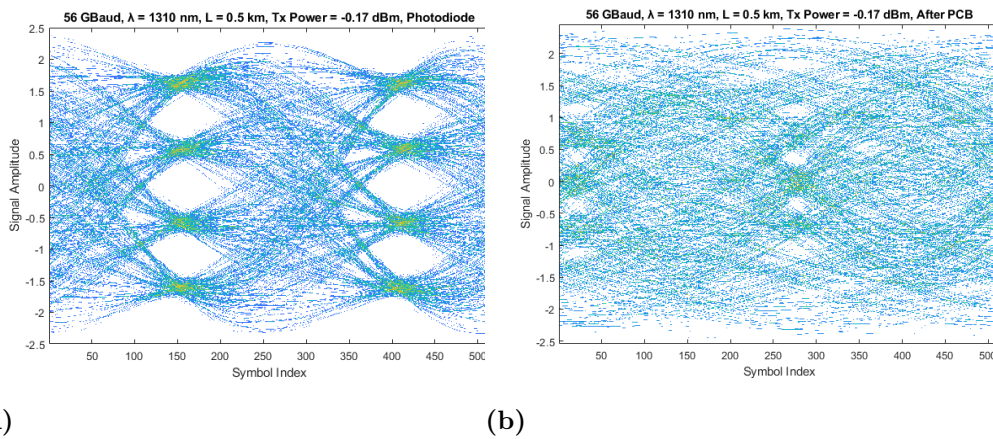 56 GBaud, λ = 1310 nm, L = 0.5 km, Tx Power = -0.17 dBm, Photodiode
2.5
2
1.5
1
0.5
0
-0.5
-1
-1.5
-2
-2.5
Signal Amplitude
50 100 150 200 250 300 350 400 450 500
Symbol Index
)
56 GBaud, λ = 1310 nm, L = 0.5 km, Tx Power = -0.17 dBm, After PCB
2
1.5
1
0.5
0
-0.5
-1
-1.5
-2
-2.5
Signal Amplitude
50 100 150 200 250 300 350 400 450
Symbol Index
(b)